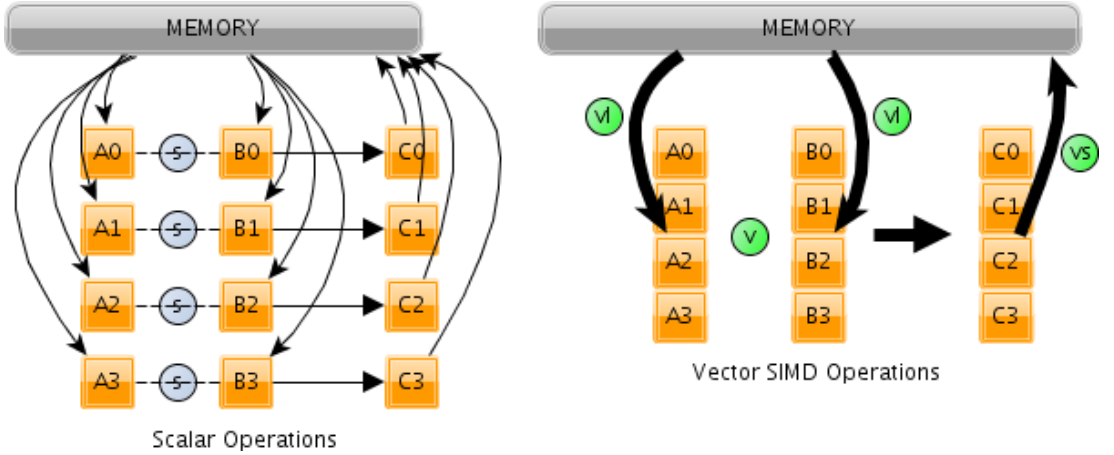 MEMORY
A0 s B0 C0
A1 s B1 C1
A2 s B2 C2
A3 s B3 C3
Scalar Operations
MEMORY
vl vl vs
A0 B0 C0
A1 B1 C1
v
A2 B2 C2
A3 B3 C3
Vector SIMD Operations